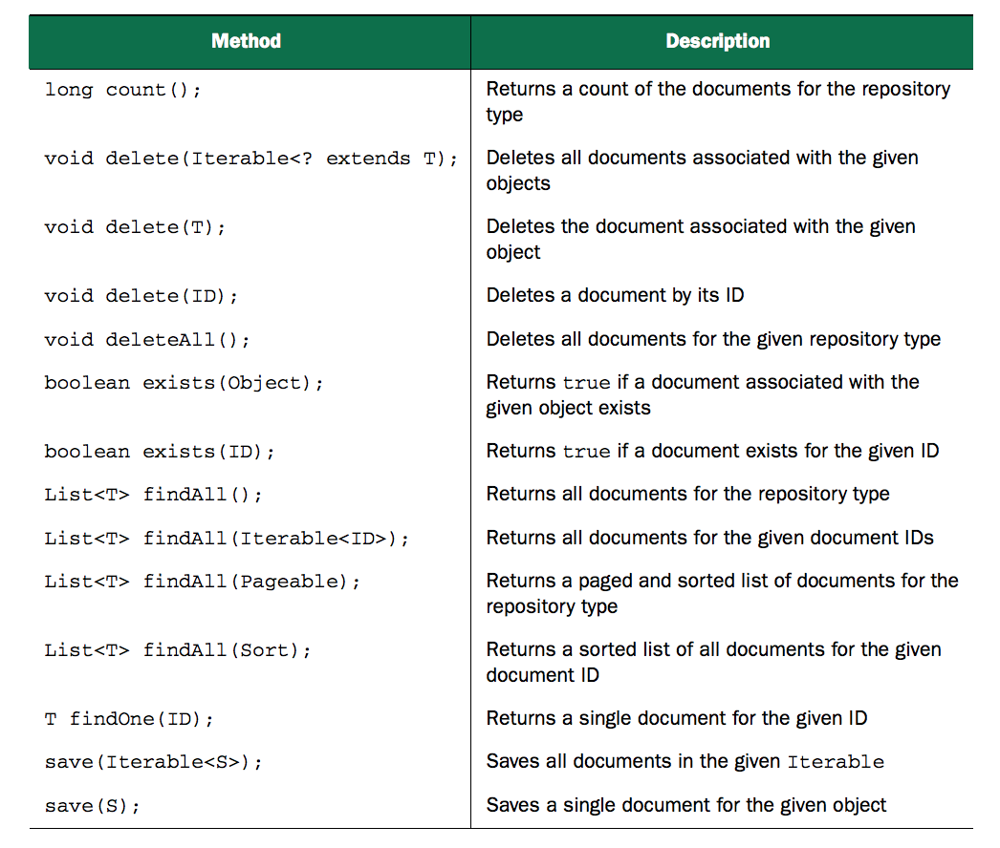 Method Description
long count(); Returns a count of the documents for the repository
type
void delete(Iterable<? extends T); Deletes all documents associated with the given
objects
void delete(T); Deletes the document associated with the given
object
void delete(ID); Deletes a document by its ID
void deleteAll(); Deletes all documents for the given repository type
boolean exists(Object); Returns true if a document associated with the
given object exists
boolean exists(ID); Returns true if a document exists for the given ID
List<T> findAll(); Returns all documents for the repository type
List<T> findAll(Iterable<ID>); Returns all documents for the given document IDs
List<T> findAll(Pageable); Returns a paged and sorted list of documents for the
repository type
List<T> findAll(Sort); Returns a sorted list of all documents for the given
document ID
T findOne(ID); Returns a single document for the given ID
save(Iterable<S>); Saves all documents in the given Iterable
save(S); Saves a single document for the given object